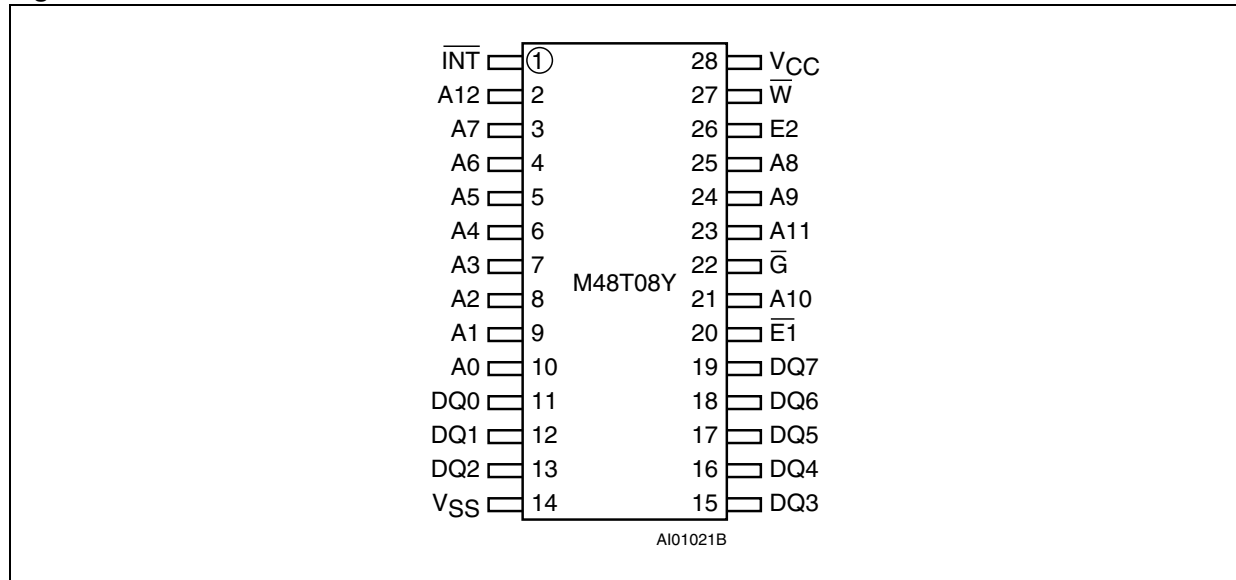 I̅N̅T̅ 1 28 VCC
A12 2 27 W̅
A7 3 26 E2
A6 4 25 A8
A5 5 24 A9
A4 6 23 A11
A3 7 22 G̅
M48T08Y
A2 8 21 A10
A1 9 20 E̅1̅
A0 10 19 DQ7
DQ0 11 18 DQ6
DQ1 12 17 DQ5
DQ2 13 16 DQ4
VSS 14 15 DQ3
AI01021B